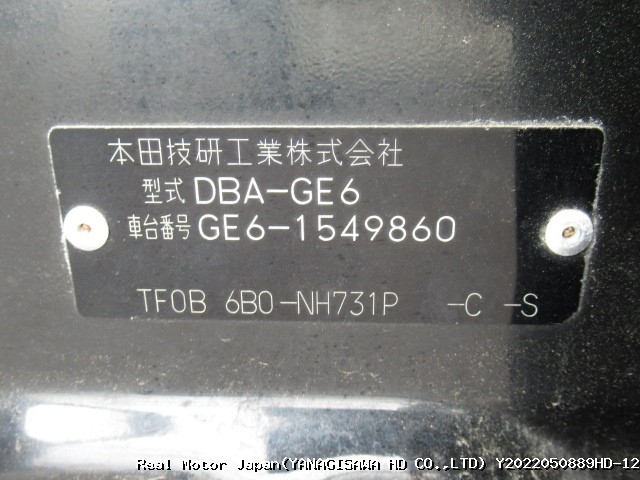 本田技研工業株式会社
型式 DBA-GE6
車台番号 GE6-1549860
TF0B 6B0-NH731P -C -S
Real Motor Japan(YANAGISAWA HD CO.,LTD) Y2022050889HD-12